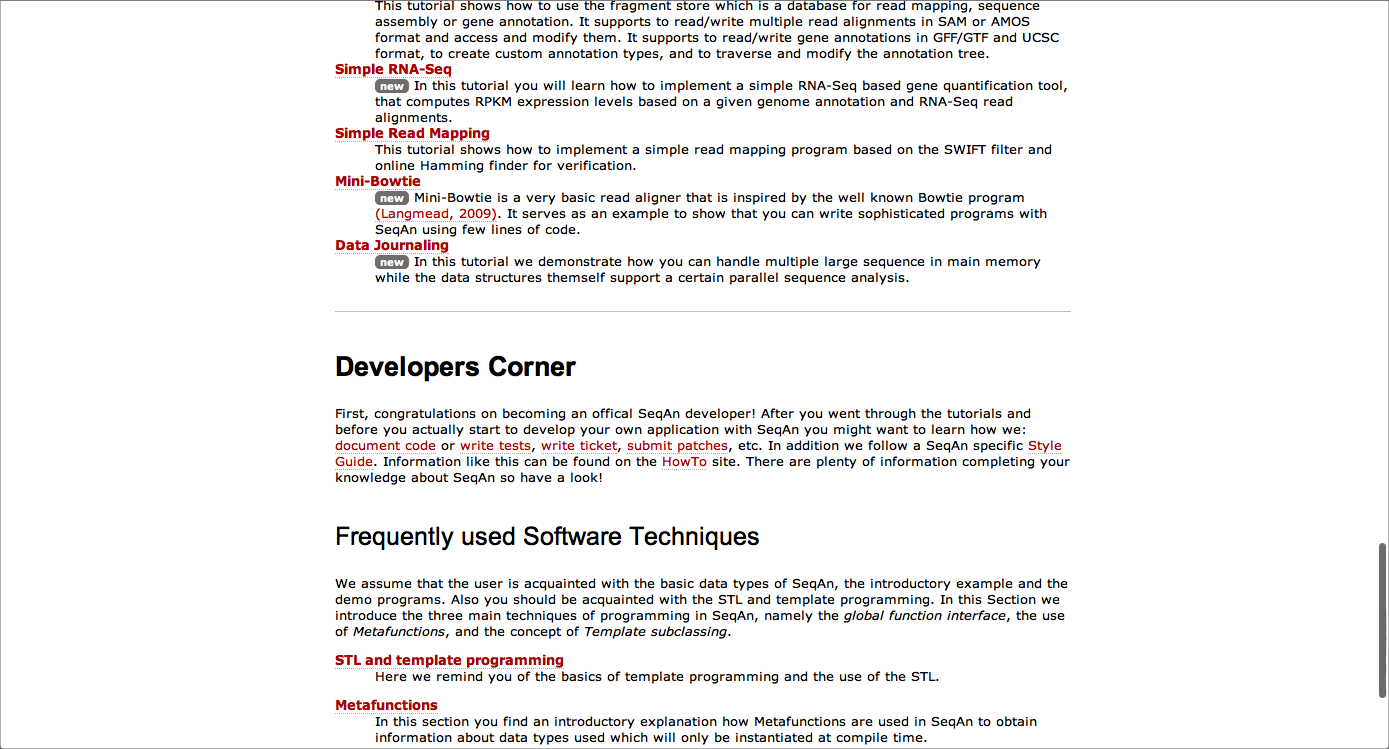 This tutorial shows how to use the fragment store which is a database for read mapping, sequence
assembly or gene annotation. It supports to read/write multiple read alignments in SAM or AMOS
format and access and modify them. It supports to read/write gene annotations in GFF/GTF and UCSC
format, to create custom annotation types, and to traverse and modify the annotation tree.
Simple RNA-Seq
new In this tutorial you will learn how to implement a simple RNA-Seq based gene quantification tool,
that computes RPKM expression levels based on a given genome annotation and RNA-Seq read
alignments.
Simple Read Mapping
This tutorial shows how to implement a simple read mapping program based on the SWIFT filter and
online Hamming finder for verification.
Mini-Bowtie
new Mini-Bowtie is a very basic read aligner that is inspired by the well known Bowtie program
(Langmead, 2009). It serves as an example to show that you can write sophisticated programs with
SeqAn using few lines of code.
Data Journaling
new In this tutorial we demonstrate how you can handle multiple large sequence in main memory
while the data structures themself support a certain parallel sequence analysis.
Developers Corner
First, congratulations on becoming an offical SeqAn developer! After you went through the tutorials and
before you actually start to develop your own application with SeqAn you might want to learn how we:
document code or write tests, write ticket, submit patches, etc. In addition we follow a SeqAn specific Style
Guide. Information like this can be found on the HowTo site. There are plenty of information completing your
knowledge about SeqAn so have a look!
Frequently used Software Techniques
We assume that the user is acquainted with the basic data types of SeqAn, the introductory example and the
demo programs. Also you should be acquainted with the STL and template programming. In this Section we
introduce the three main techniques of programming in SeqAn, namely the global function interface, the use
of Metafunctions, and the concept of Template subclassing.
STL and template programming
Here we remind you of the basics of template programming and the use of the STL.
Metafunctions
In this section you find an introductory explanation how Metafunctions are used in SeqAn to obtain
information about data types used which will only be instantiated at compile time.